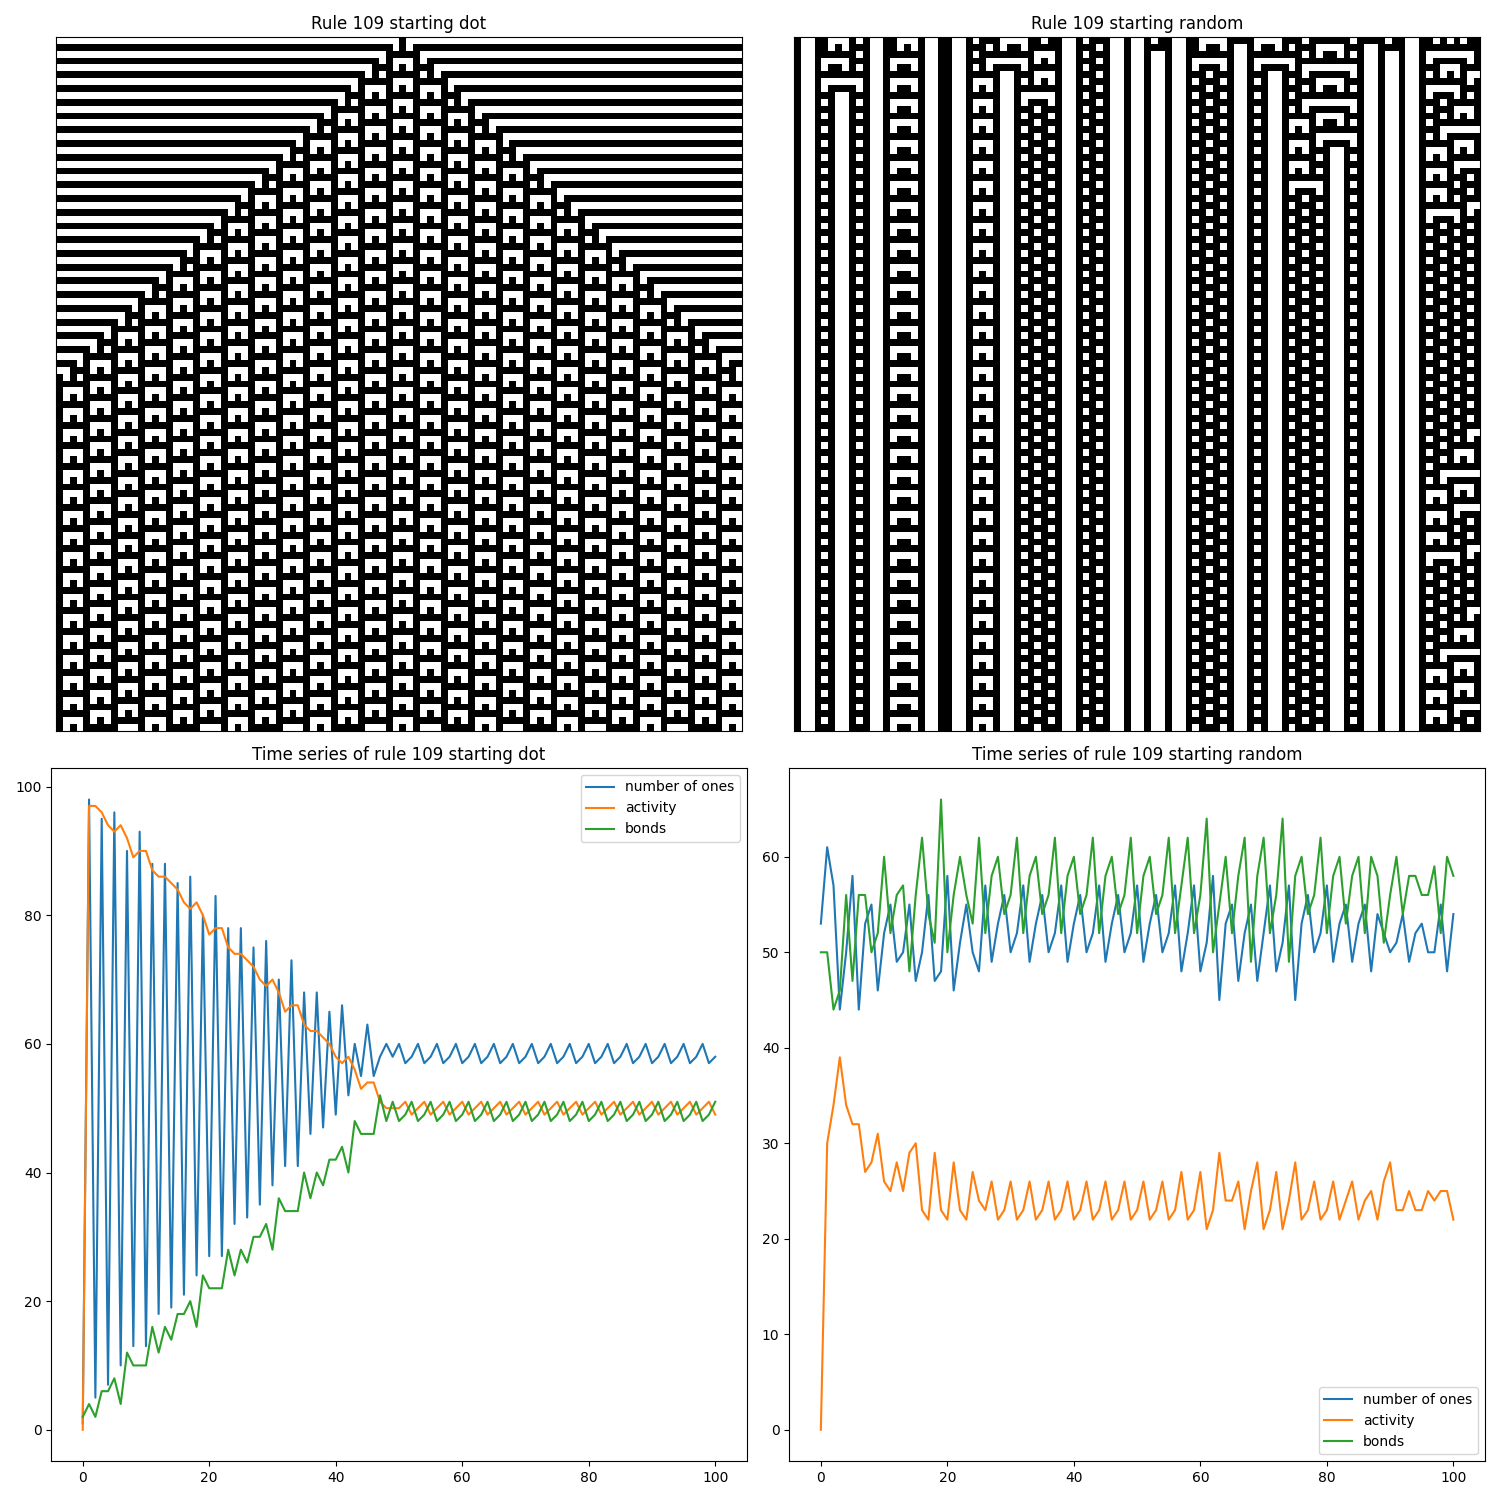 Rule 109 starting dot
Rule 109 starting random
Time series of rule 109 starting dot
100
80
60
40
20
0
0 20 40 60 80 100
number of ones
activity
bonds
Time series of rule 109 starting random
60
50
40
30
20
10
0
0 20 40 60 80 100
number of ones
activity
bonds